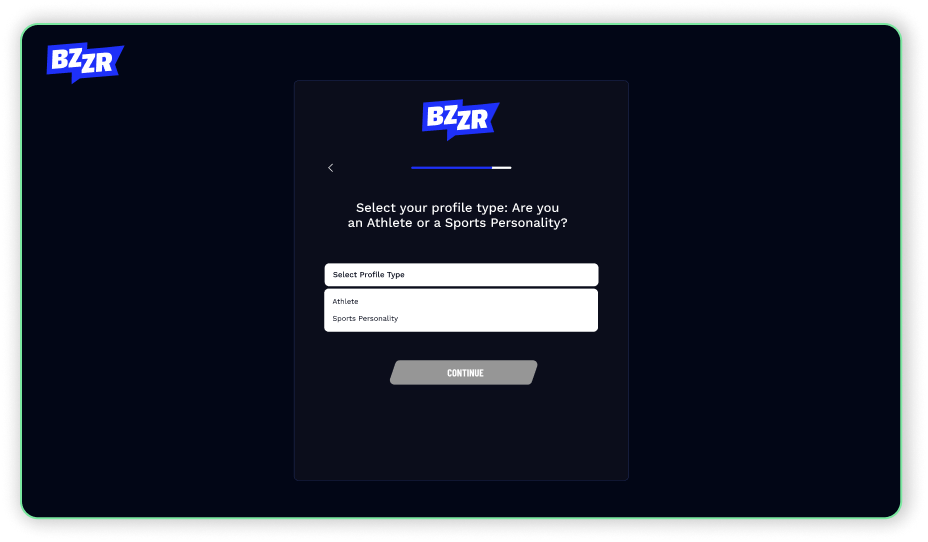 BZZR
BZZR
Select your profile type: Are you
an Athlete or a Sports Personality?
Select Profile Type
Athlete
Sports Personality
CONTINUE